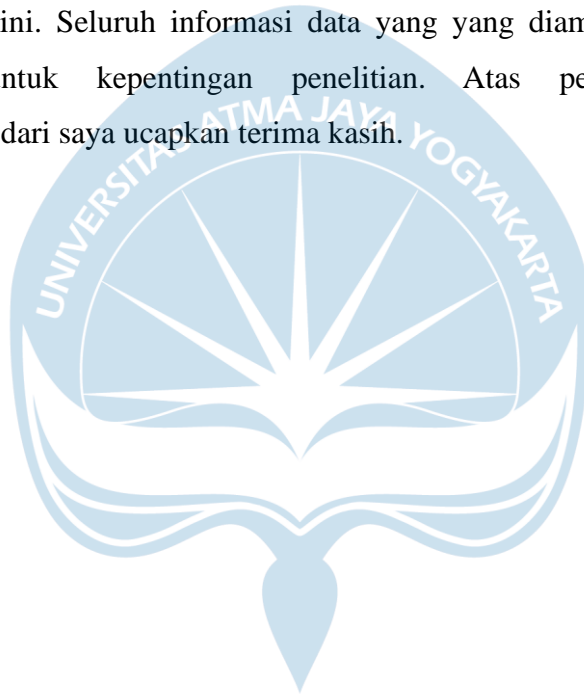 ini. Seluruh informasi data yang yang diam
ntuk kepentingan penelitian. Atas pe
dari saya ucapkan terima kasih.
UNIVERSITAS ATMA JAYA YOGYAKARTA